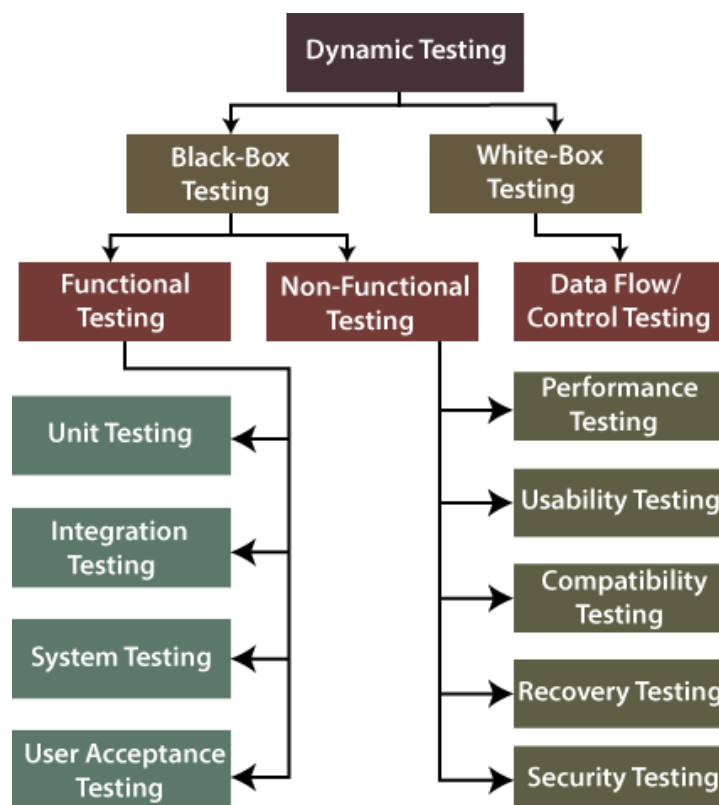 Dynamic Testing
Black-Box
Testing
White-Box
Testing
Functional
Testing
Non-Functional
Testing
Data Flow/
Control Testing
Unit Testing
Integration
Testing
System Testing
User Acceptance
Testing
Performance
Testing
Usability Testing
Compatibility
Testing
Recovery Testing
Security Testing